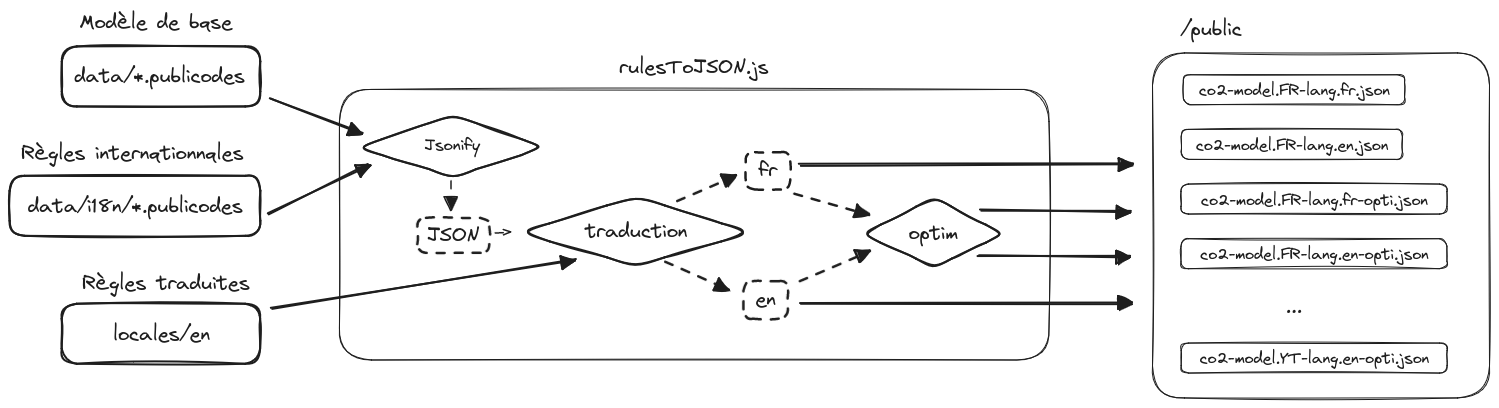 Modèle de base
data/*.publicodes
Règles internationnales
data/i18n/*.publicodes
Règles traduites
locales/en
rulesToJSON.js
Jsonify
JSON
traduction
fr
en
optim
/public
co2-model.FR-lang.fr.json
co2-model.FR-lang.en.json
co2-model.FR-lang.fr-opti.json
co2-model.FR-lang.en-opti.json
...
co2-model.YT-lang.en-opti.json